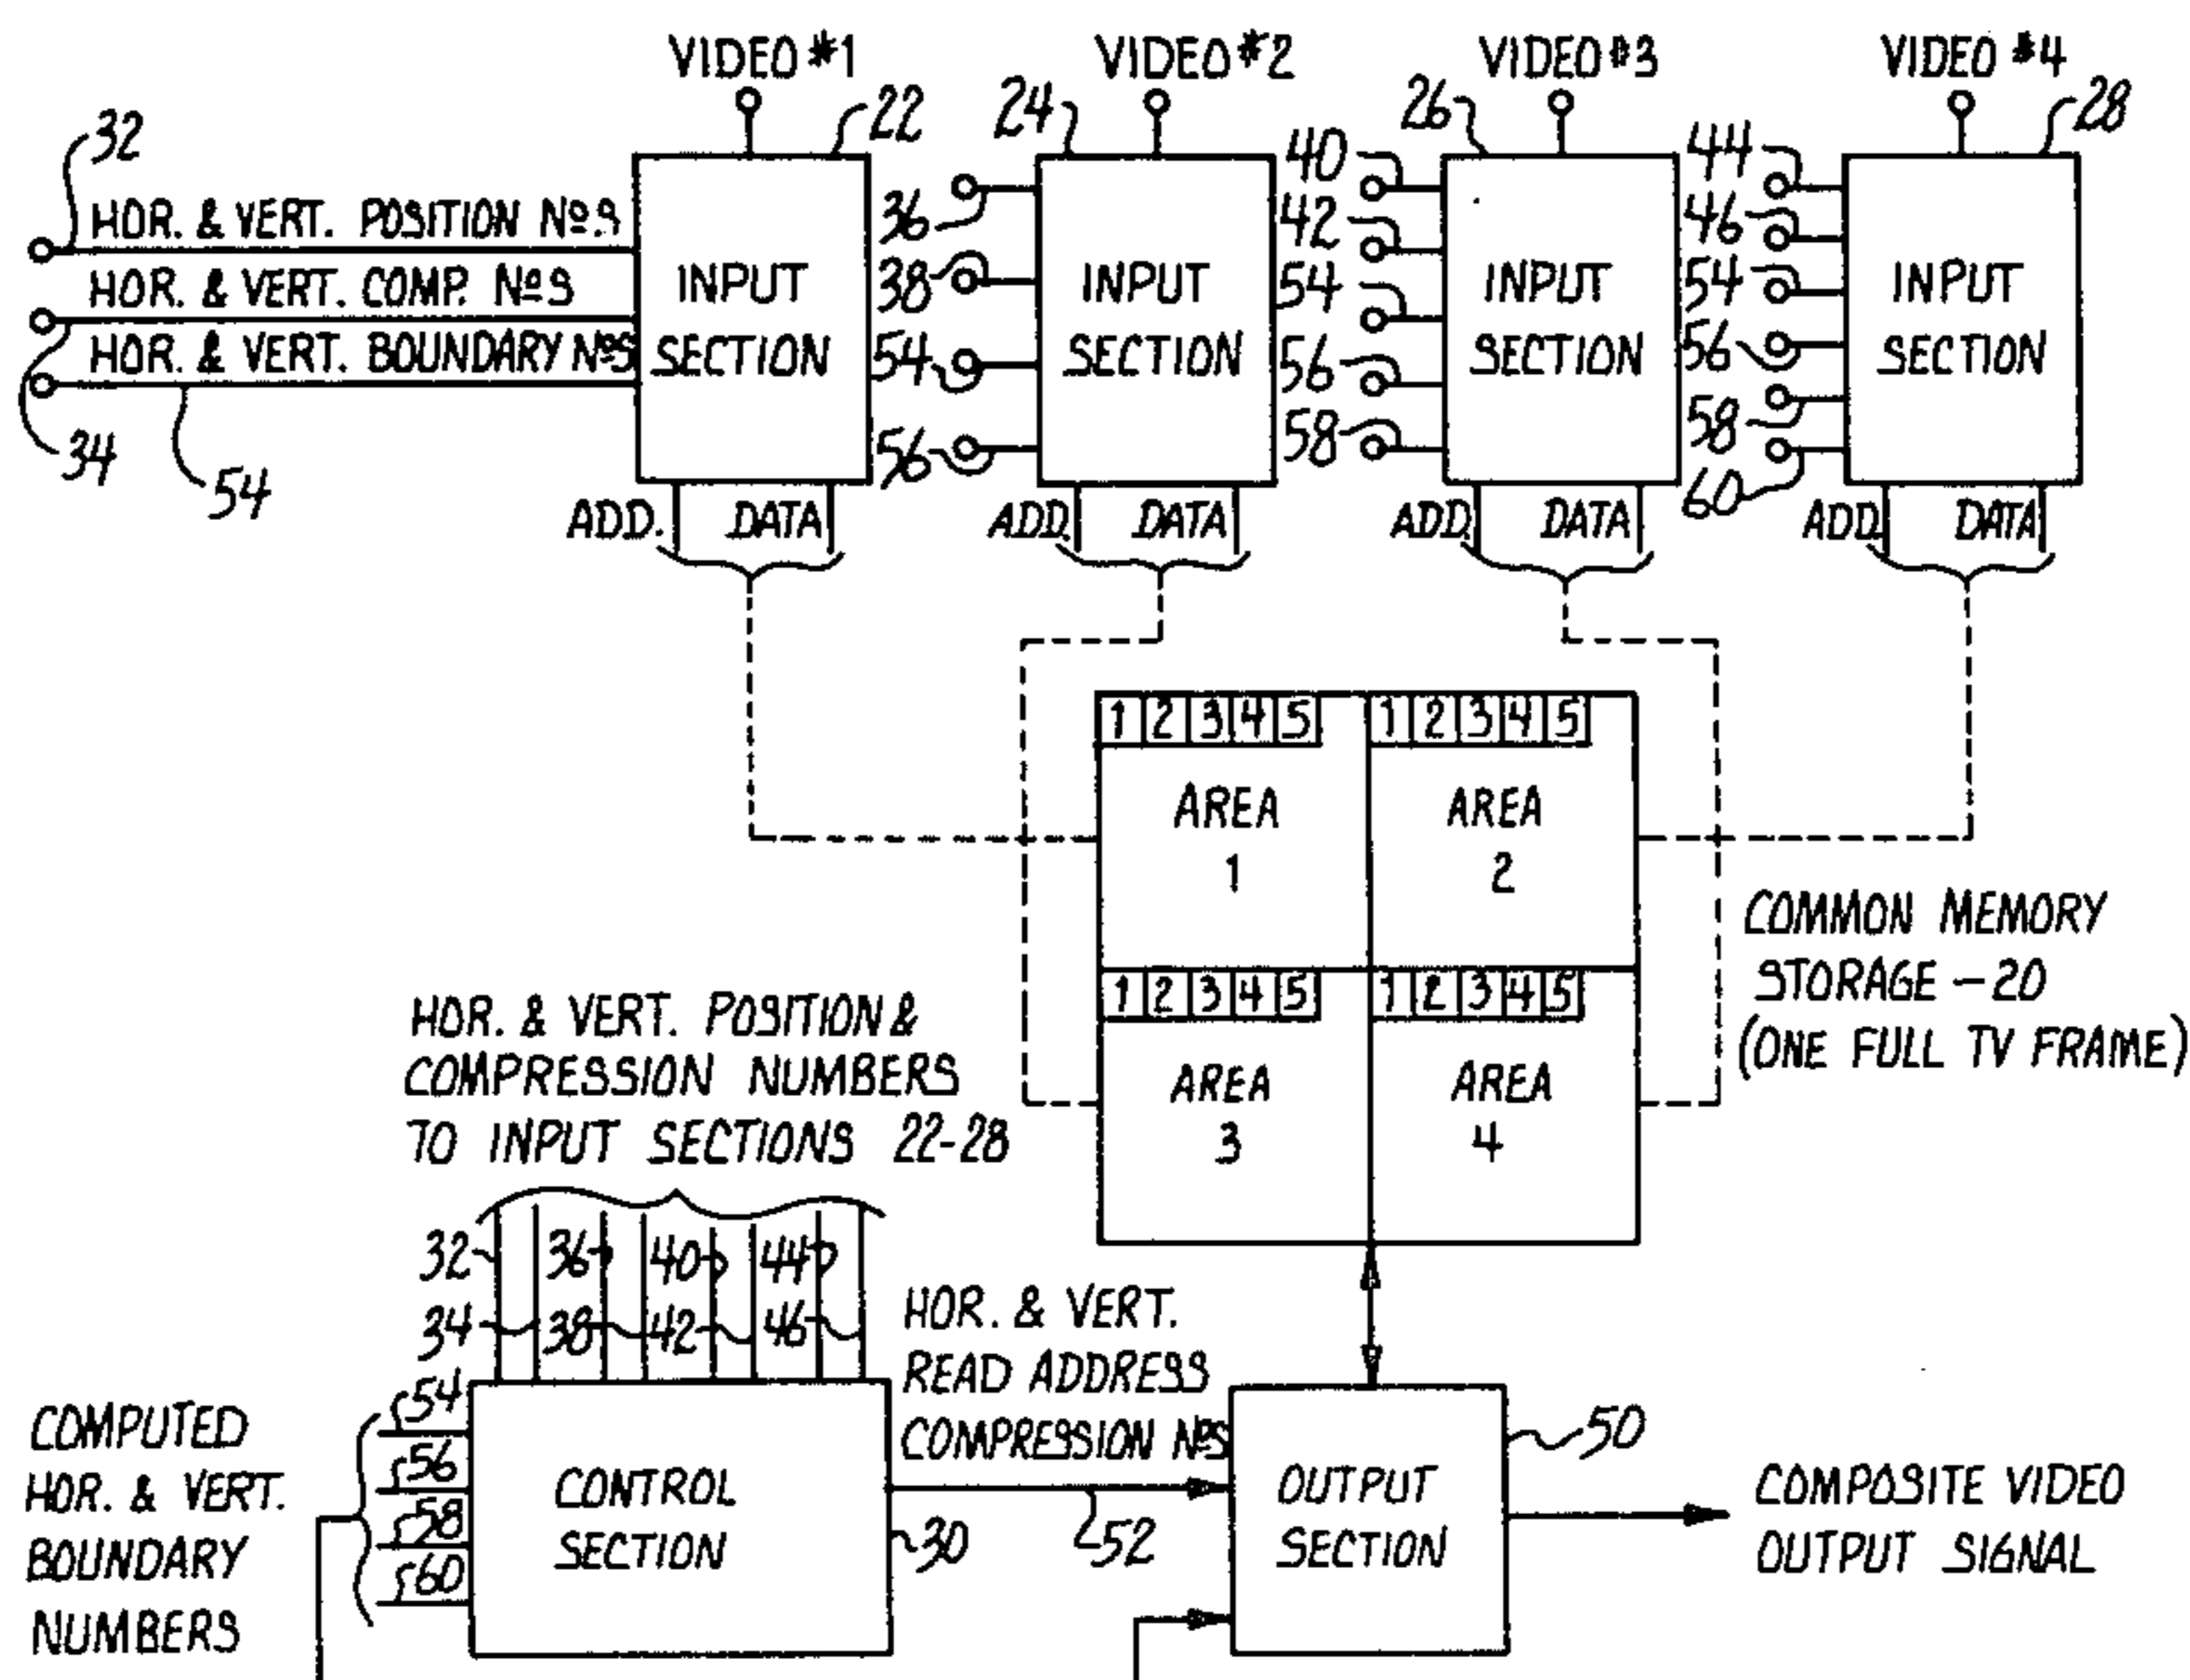 VIDEO #1
VIDEO #2
VIDEO #3
VIDEO #4
22
24
26
28
32
HOR. & VERT. POSITION Nos
HOR. & VERT. COMP. Nos
HOR. & VERT. BOUNDARY Nos
34
54
INPUT
SECTION
36
38
54
56
INPUT
SECTION
40
42
54
56
58
INPUT
SECTION
44
46
54
56
58
60
INPUT
SECTION
ADD. DATA
ADD. DATA
ADD. DATA
ADD. DATA
1 2 3 4 5
AREA
1
1 2 3 4 5
AREA
2
1 2 3 4 5
AREA
3
1 2 3 4 5
AREA
4
COMMON MEMORY
STORAGE - 20
(ONE FULL TV FRAME)
HOR. & VERT. POSITION &
COMPRESSION NUMBERS
TO INPUT SECTIONS 22-28
32 36 40 44
34 38 42 46
COMPUTED
HOR. & VERT.
BOUNDARY
NUMBERS
54
56
58
60
CONTROL
SECTION
30
HOR. & VERT.
READ ADDRESS
COMPRESSION Nos
52
OUTPUT
SECTION
50
COMPOSITE VIDEO
OUTPUT SIGNAL